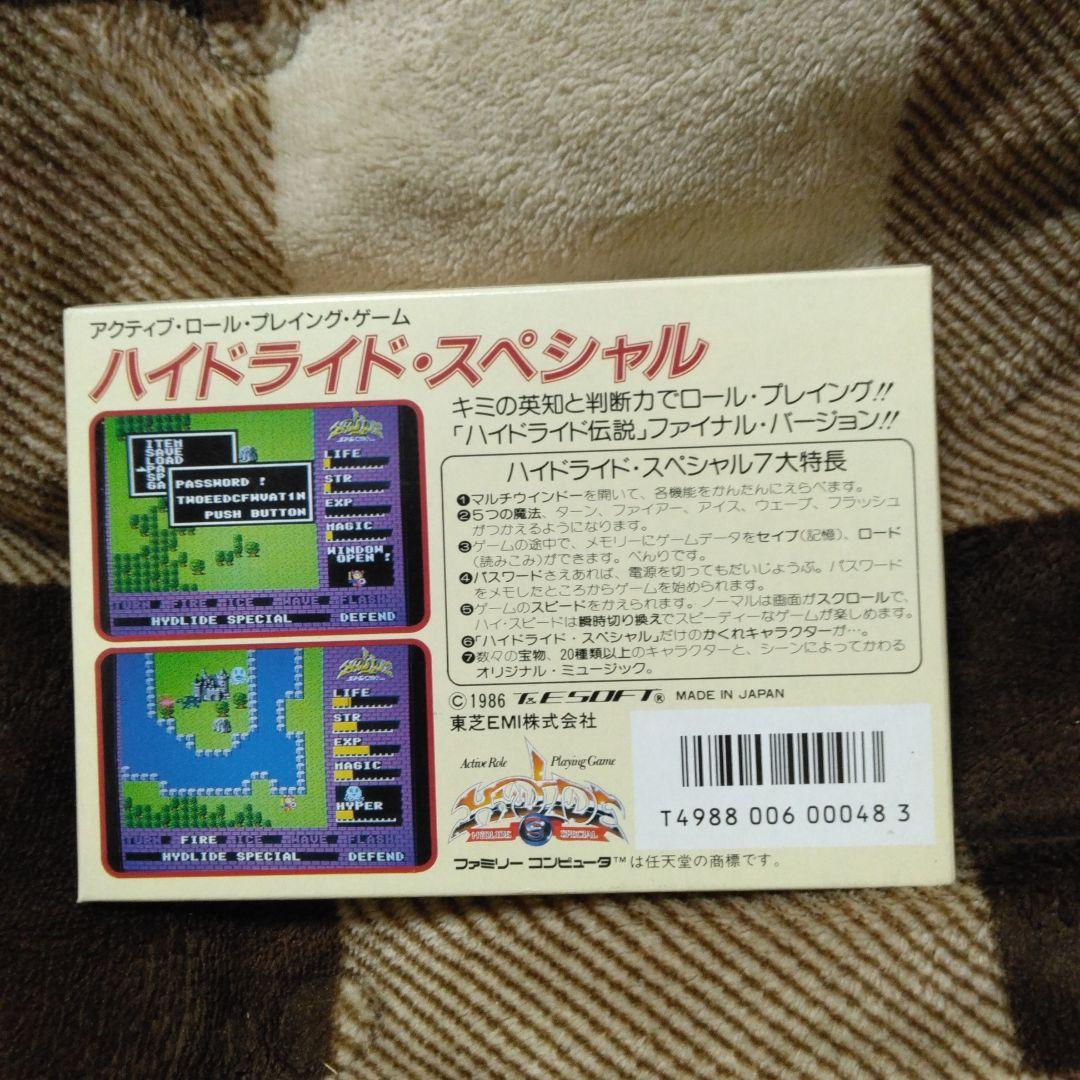 アクティブ・ロール・プレイング・ゲーム
ハイドライド・スペシャル
キミの英知と判断力でロール・プレイング!!
「ハイドライド伝説」ファイナル・バージョン!!
ハイドライド・スペシャル7大特長
❶マルチウインドーを開いて、各機能をかんたんにえらべます。
❷5つの魔法、ターン、ファイアー、アイス、ウェーブ、フラッシュ
がつかえるようになります。
❸ゲームの途中で、メモリーにゲームデータをセイブ(記憶)、ロード
(読みこみ)ができます。べんりです。
❹パスワードさえあれば、電源を切ってもだいじょうぶ。パスワード
をメモしたところからゲームを始められます。
❺ゲームのスピードをかえられます。ノーマルは画面がスクロールで、
ハイ・スピードは瞬時切り換えでスピーディーなゲームが楽しめます。
❻「ハイドライド・スペシャル」だけのかくれキャラクターが…。
❼数々の宝物、20種類以上のキャラクターと、シーンによってかわる
オリジナル・ミュージック。
©1986 T&E SOFT® MADE IN JAPAN
東芝EMI株式会社
Active Role Playing Game
HYDLIDE
HYDLIDE S SPECIAL
ファミリー コンピュータ™は任天堂の商標です。
T4988 006 00048 3
ITEM
SAVE
LOAD
PA
SP
GA
PASSWORD ?
PUSH BUTTON
SPECIAL
LIFE
STR
EXP
MAGIC
WINDOW
OPEN !
TURN FIRE ICE WAVE FLASH
HYDLIDE SPECIAL DEFEND
SPECIAL
LIFE
STR
EXP
MAGIC
HYPER
TURN FIRE ICE WAVE FLASH
HYDLIDE SPECIAL DEFEND